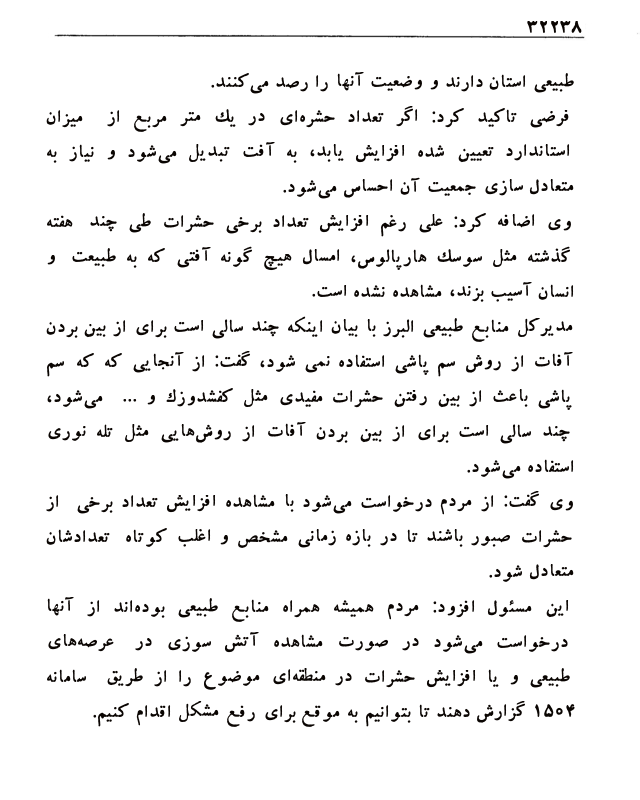 ۳۲۲۳۸
طبیعی استان دارند و وضعیت آنها را رصد می‌کنند.
فرضی تاکید کرد: اگر تعداد حشره‌ای در یك متر مربع از میزان
استاندارد تعیین شده افزایش یابد، به آفت تبدیل می‌شود و نیاز به
متعادل سازی جمعیت آن احساس می‌شود.
وی اضافه کرد: علی رغم افزایش تعداد برخی حشرات طی چند هفته
گذشته مثل سوسك هارپالوس، امسال هیچ گونه آفتی که به طبیعت و
انسان آسیب بزند، مشاهده نشده است.
مدیرکل منابع طبیعی البرز با بیان اینکه چند سالی است برای از بین بردن
آفات از روش سم پاشی استفاده نمی شود، گفت: از آنجایی که که سم
پاشی باعث از بین رفتن حشرات مفیدی مثل کفشدوزك و ... می‌شود،
چند سالی است برای از بین بردن آفات از روش‌هایی مثل تله نوری
استفاده می‌شود.
وی گفت: از مردم درخواست می‌شود با مشاهده افزایش تعداد برخی از
حشرات صبور باشند تا در بازه زمانی مشخص و اغلب کوتاه تعدادشان
متعادل شود.
این مسئول افزود: مردم همیشه همراه منابع طبیعی بوده‌اند از آنها
درخواست می‌شود در صورت مشاهده آتش سوزی در عرصه‌های
طبیعی و یا افزایش حشرات در منطقه‌ای موضوع را از طریق سامانه
۱۵۰۴ گزارش دهند تا بتوانیم به موقع برای رفع مشکل اقدام کنیم.